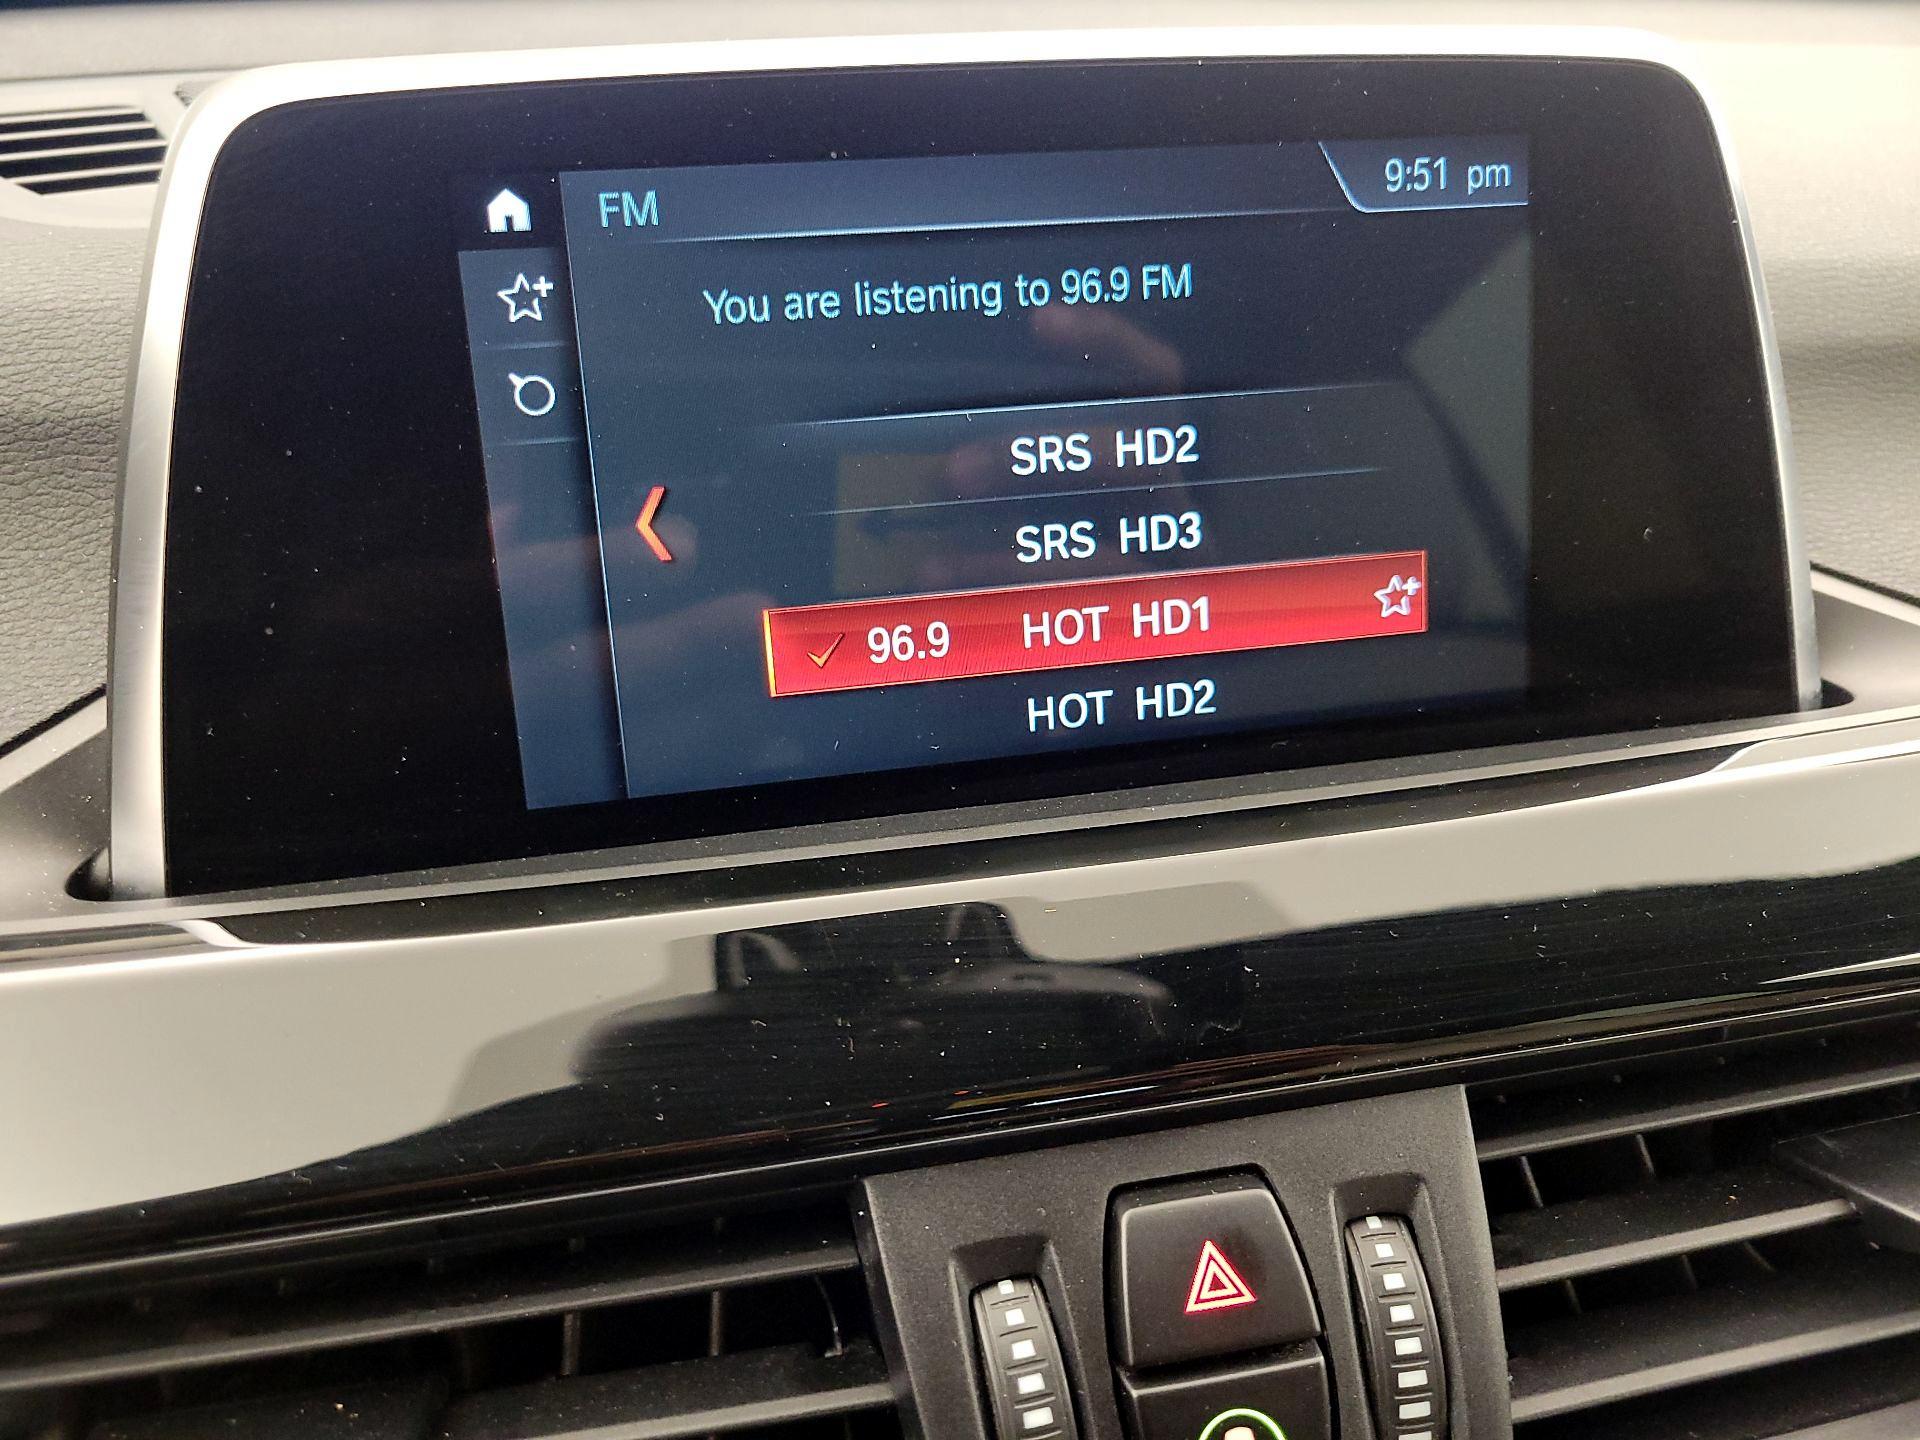 FM
9:51 pm
You are listening to 96.9 FM
SRS HD2
SRS HD3
96.9 HOT HD1
HOT HD2